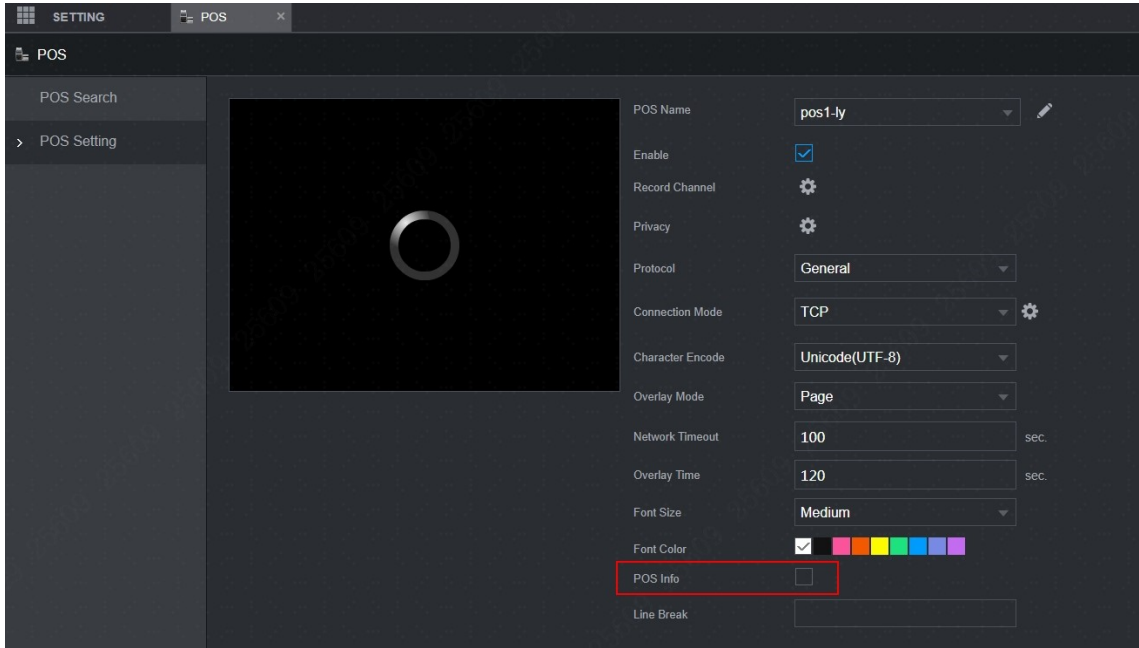 SETTING
POS
POS
POS Search
POS Setting
POS Name
pos1-ly
Enable
Record Channel
Privacy
Protocol
General
Connection Mode
TCP
Character Encode
Unicode(UTF-8)
Overlay Mode
Page
Network Timeout
100
sec.
Overlay Time
120
sec.
Font Size
Medium
Font Color
POS Info
Line Break